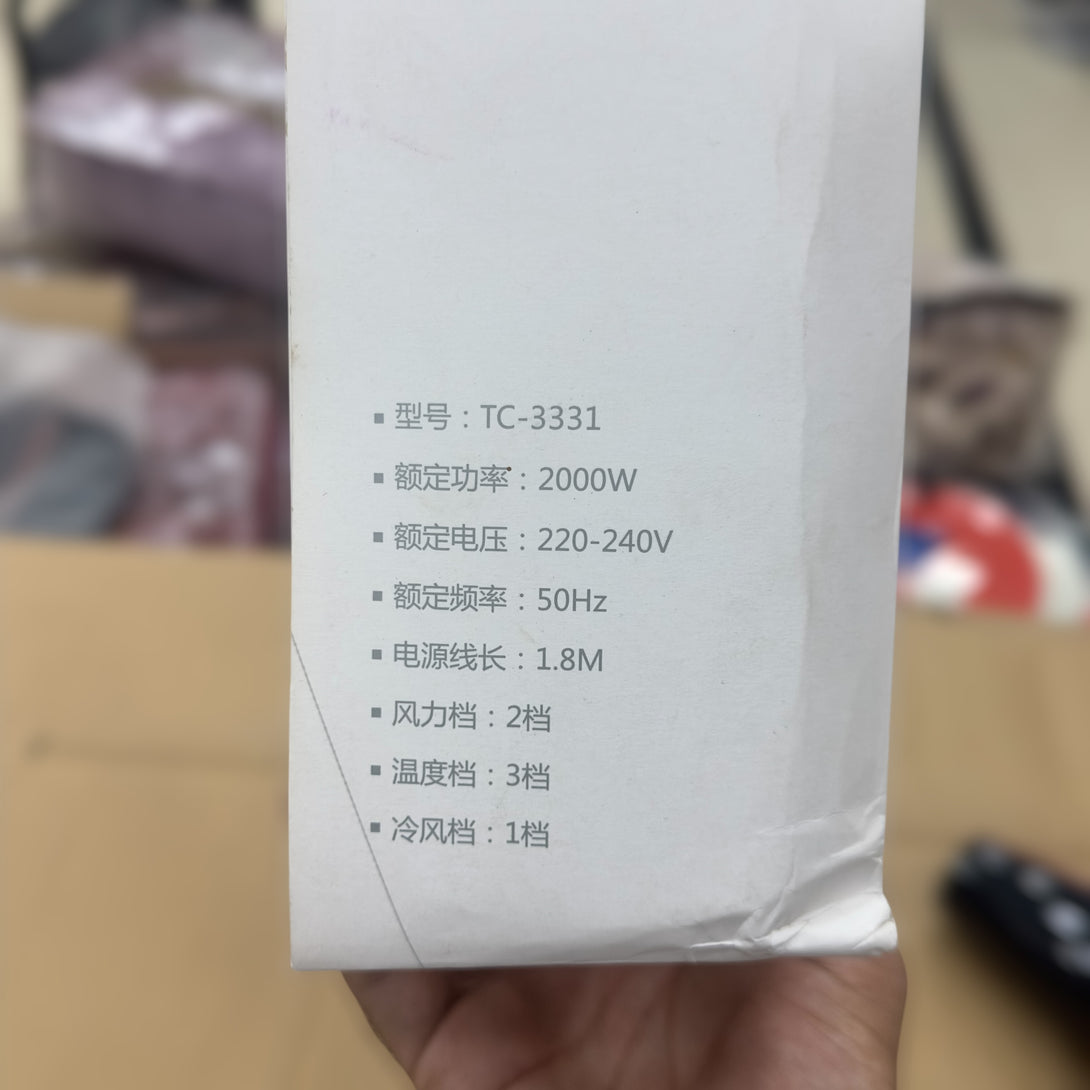 ▪ 型号：TC-3331
▪ 额定功率：2000W
▪ 额定电压：220-240V
▪ 额定频率：50Hz
▪ 电源线长：1.8M
▪ 风力档：2档
▪ 温度档：3档
▪ 冷风档：1档